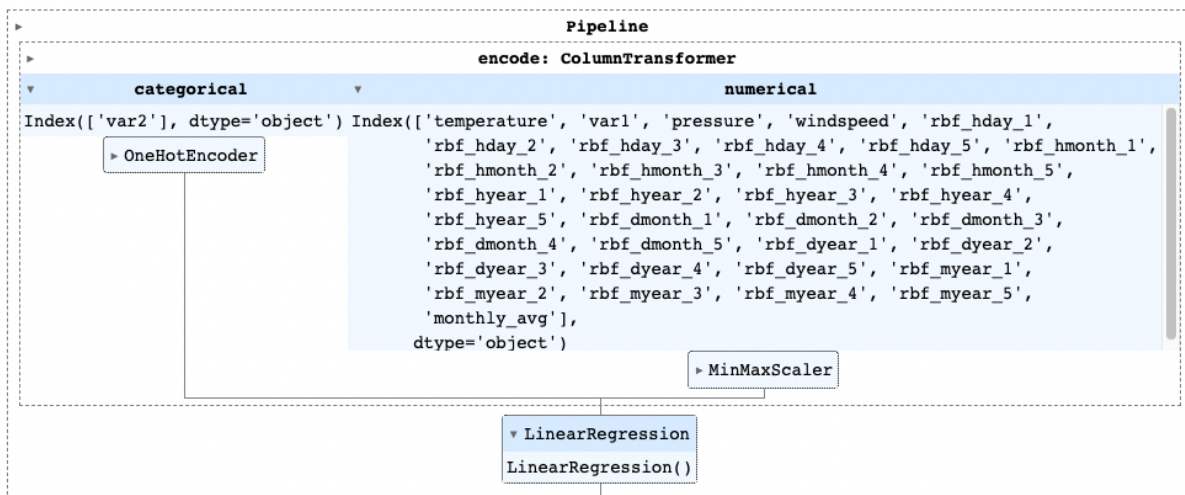 Pipeline
encode: ColumnTransformer
categorical
numerical
Index(['var2'], dtype='object')
Index(['temperature', 'var1', 'pressure', 'windspeed', 'rbf_hday_1',
'rbf_hday_2', 'rbf_hday_3', 'rbf_hday_4', 'rbf_hday_5', 'rbf_hmonth_1',
'rbf_hmonth_2', 'rbf_hmonth_3', 'rbf_hmonth_4', 'rbf_hmonth_5',
'rbf_hyear_1', 'rbf_hyear_2', 'rbf_hyear_3', 'rbf_hyear_4',
'rbf_hyear_5', 'rbf_dmonth_1', 'rbf_dmonth_2', 'rbf_dmonth_3',
'rbf_dmonth_4', 'rbf_dmonth_5', 'rbf_dyear_1', 'rbf_dyear_2',
'rbf_dyear_3', 'rbf_dyear_4', 'rbf_dyear_5', 'rbf_myear_1',
'rbf_myear_2', 'rbf_myear_3', 'rbf_myear_4', 'rbf_myear_5',
'monthly_avg'],
dtype='object')
OneHotEncoder
MinMaxScaler
LinearRegression
LinearRegression()